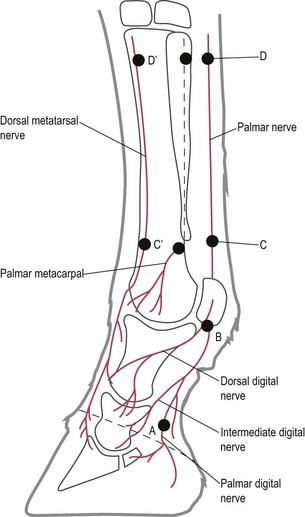 D'
D
Dorsal metatarsal
nerve
Palmar nerve
C'
C
Palmar metacarpal
B
Dorsal digital
nerve
A
Intermediate digital
nerve
Palmar digital
nerve